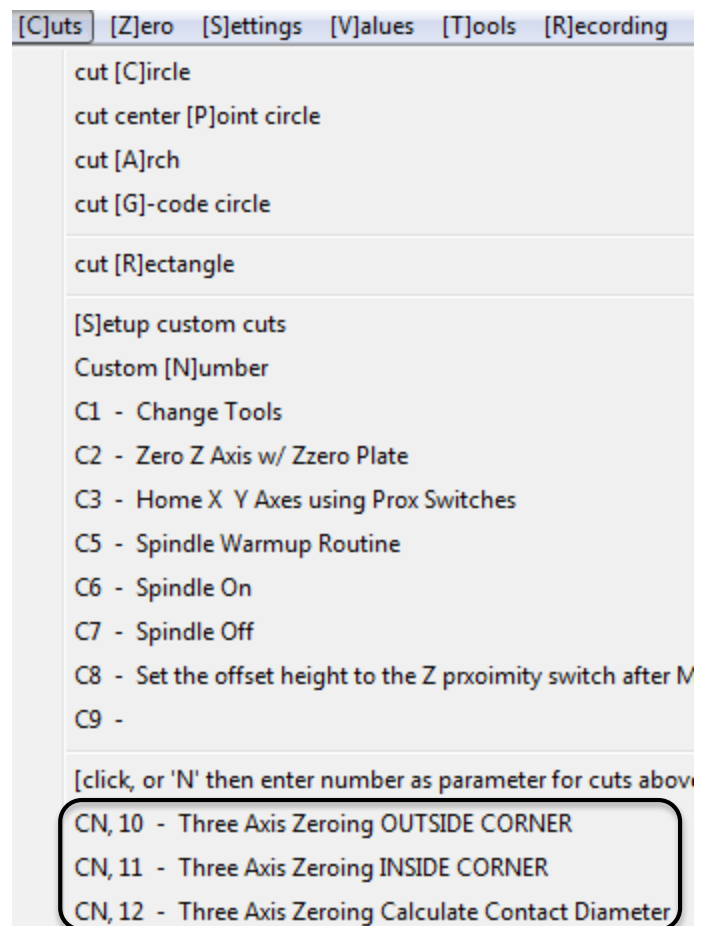 [C]uts [Z]ero [S]ettings [V]alues [T]ools [R]ecording
cut [C]ircle
cut center [P]oint circle
cut [A]rch
cut [G]-code circle
cut [R]ectangle
[S]etup custom cuts
Custom [N]umber
C1 - Change Tools
C2 - Zero Z Axis w/ Zzero Plate
C3 - Home X Y Axes using Prox Switches
C5 - Spindle Warmup Routine
C6 - Spindle On
C7 - Spindle Off
C8 - Set the offset height to the Z prxoimity switch after M
C9 -
[click, or 'N' then enter number as parameter for cuts above
CN, 10 - Three Axis Zeroing OUTSIDE CORNER
CN, 11 - Three Axis Zeroing INSIDE CORNER
CN, 12 - Three Axis Zeroing Calculate Contact Diameter